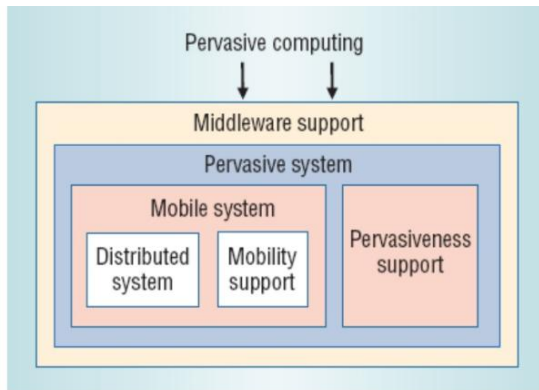 Pervasive computing
Middleware support
Pervasive system
Mobile system
Distributed
system
Mobility
support
Pervasiveness
support